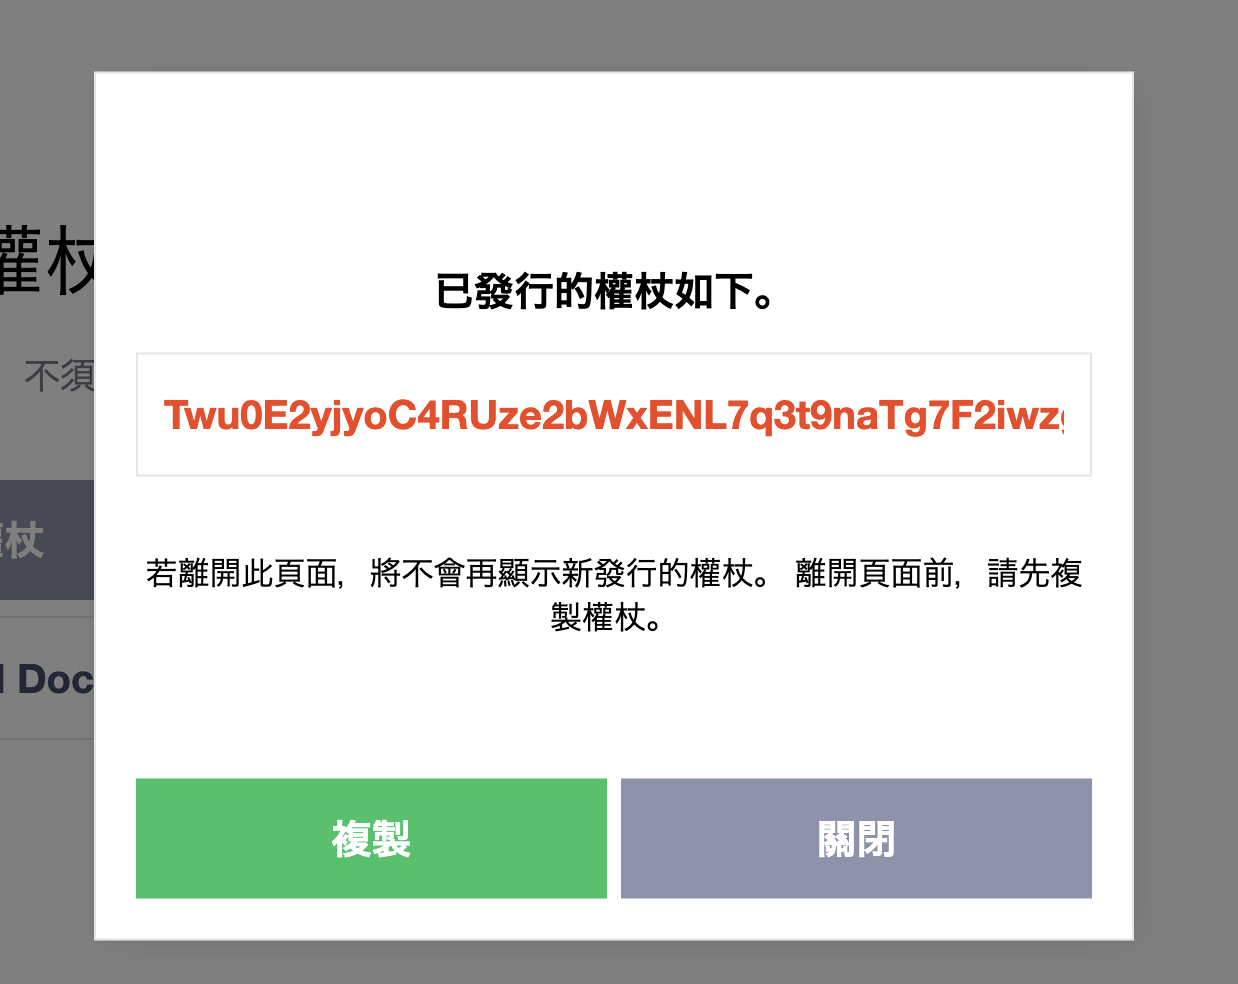 已發行的權杖如下。
權杖
不須
Twu0E2yjyoC4RUze2bWxENL7q3t9naTg7F2iwz
權杖
若離開此頁面，將不會再顯示新發行的權杖。 離開頁面前，請先複
製權杖。
Doc
複製
關閉